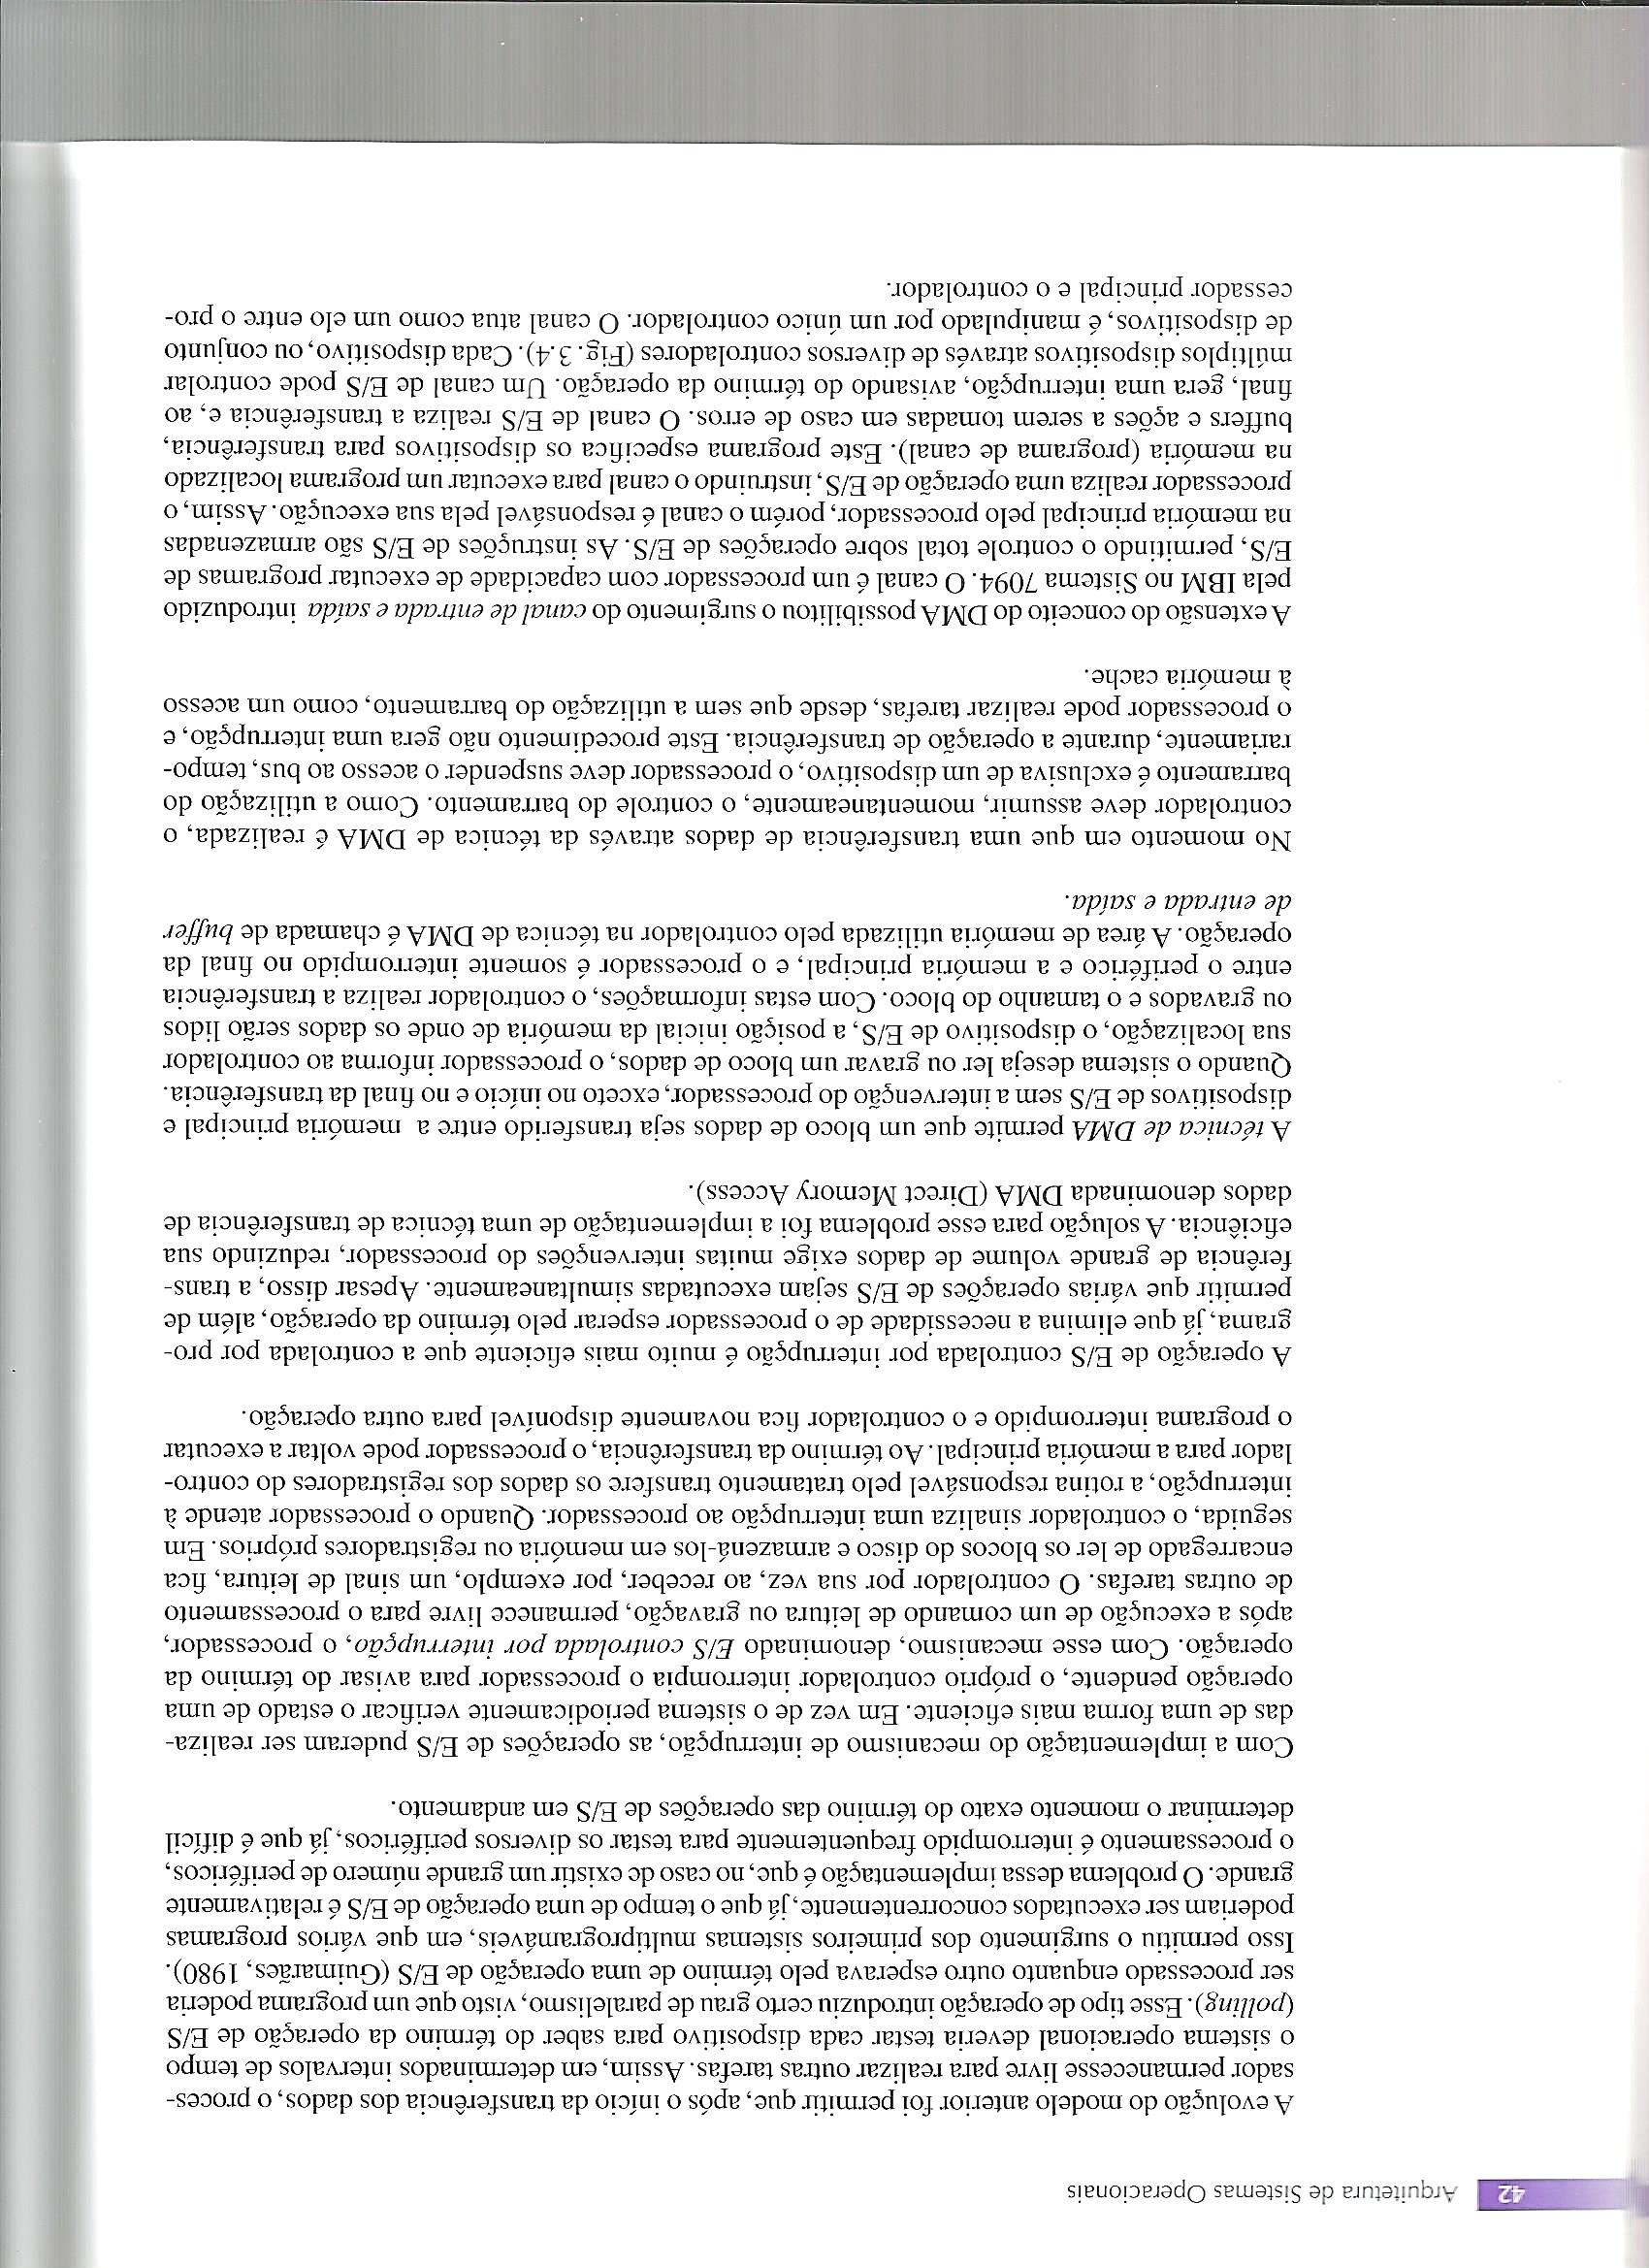 42 Arquitetura de Sistemas Operacionais
A evolução do modelo anterior foi permitir que, após o início da transferência dos dados, o proces-
sador permanecesse livre para realizar outras tarefas. Assim, em determinados intervalos de tempo
o sistema operacional deveria testar cada dispositivo para saber do término da operação de E/S
(polling). Esse tipo de operação introduziu certo grau de paralelismo, visto que um programa poderia
ser processado enquanto outro esperava pelo término de uma operação de E/S (Guimarães, 1980).
Isso permitiu o surgimento dos primeiros sistemas multiprogramáveis, em que vários programas
poderiam ser executados concorrentemente, já que o tempo de uma operação de E/S é relativamente
grande. O problema dessa implementação é que, no caso de existir um grande número de periféricos,
o processamento é interrompido frequentemente para testar os diversos periféricos, já que é difícil
determinar o momento exato do término das operações de E/S em andamento.
Com a implementação do mecanismo de interrupção, as operações de E/S puderam ser realiza-
das de uma forma mais eficiente. Em vez de o sistema periodicamente verificar o estado de uma
operação pendente, o próprio controlador interrompia o processador para avisar do término da
operação. Com esse mecanismo, denominado E/S controlada por interrupção, o processador,
após a execução de um comando de leitura ou gravação, permanece livre para o processamento
de outras tarefas. O controlador por sua vez, ao receber, por exemplo, um sinal de leitura, fica
encarregado de ler os blocos do disco e armazená-los em memória ou registradores próprios. Em
seguida, o controlador sinaliza uma interrupção ao processador. Quando o processador atende à
interrupção, a rotina responsável pelo tratamento transfere os dados dos registradores do contro-
lador para a memória principal. Ao término da transferência, o processador pode voltar a executar
o programa interrompido e o controlador fica novamente disponível para outra operação.
A operação de E/S controlada por interrupção é muito mais eficiente que a controlada por pro-
grama, já que elimina a necessidade de o processador esperar pelo término da operação, além de
permitir que várias operações de E/S sejam executadas simultaneamente. Apesar disso, a trans-
ferência de grande volume de dados exige muitas intervenções do processador, reduzindo sua
eficiência. A solução para esse problema foi a implementação de uma técnica de transferência de
dados denominada DMA (Direct Memory Access).
A técnica de DMA permite que um bloco de dados seja transferido entre a memória principal e
dispositivos de E/S sem a intervenção do processador, exceto no início e no final da transferência.
Quando o sistema deseja ler ou gravar um bloco de dados, o processador informa ao controlador
sua localização, o dispositivo de E/S, a posição inicial da memória de onde os dados serão lidos
ou gravados e o tamanho do bloco. Com estas informações, o controlador realiza a transferência
entre o periférico e a memória principal, e o processador é somente interrompido no final da
operação. A área de memória utilizada pelo controlador na técnica de DMA é chamada de buffer
de entrada e saída.
No momento em que uma transferência de dados através da técnica de DMA é realizada, o
controlador deve assumir, momentaneamente, o controle do barramento. Como a utilização do
barramento é exclusiva de um dispositivo, o processador deve suspender o acesso ao bus, tempo-
rariamente, durante a operação de transferência. Este procedimento não gera uma interrupção, e
o processador pode realizar tarefas, desde que sem a utilização do barramento, como um acesso
à memória cache.
A extensão do conceito do DMA possibilitou o surgimento do canal de entrada e saída introduzido
pela IBM no Sistema 7094. O canal é um processador com capacidade de executar programas de
E/S, permitindo o controle total sobre operações de E/S. As instruções de E/S são armazenadas
na memória principal pelo processador, porém o canal é responsável pela sua execução. Assim, o
processador realiza uma operação de E/S, instruindo o canal para executar um programa localizado
na memória (programa de canal). Este programa especifica os dispositivos para transferência,
buffers e ações a serem tomadas em caso de erros. O canal de E/S realiza a transferência e, ao
final, gera uma interrupção, avisando do término da operação. Um canal de E/S pode controlar
múltiplos dispositivos através de diversos controladores (Fig. 3.4). Cada dispositivo, ou conjunto
de dispositivos, é manipulado por um único controlador. O canal atua como um elo entre o pro-
cessador principal e o controlador.